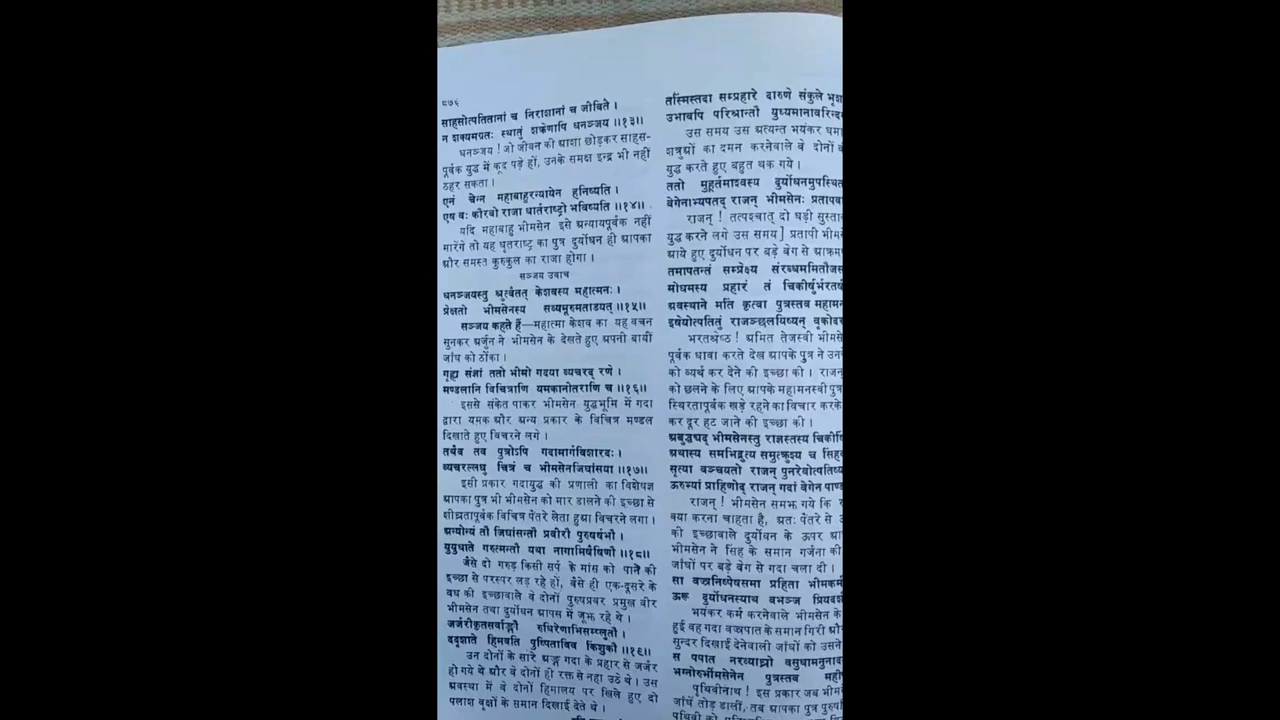 ८७६
साहसोत्पतितानां च निराशानां च जीविते ।
न शक्यमग्रतः स्थातुं शक्रेणापि धनञ्जय ॥१३॥
धनञ्जय ! जो जीवन की आशा छोड़कर साहस-
पूर्वक युद्ध में कूद पड़े हों, उनके समक्ष इन्द्र भी नहीं
ठहर सकता ।
एनं चेन्न महाबाहुरन्यायेन हनिष्यति ।
एष वः कौरवो राजा धार्तराष्ट्रो भविष्यति ॥१४॥
यदि महाबाहु भीमसेन इसे अन्यायपूर्वक नहीं
मारेंगे तो यह धृतराष्ट्र का पुत्र दुर्योधन ही आपका
और समस्त कुरुकुल का राजा होगा ।
सञ्जय उवाच
धनञ्जयस्तु श्रुत्वैतत् केशवस्य महात्मनः ।
प्रेक्षतो भीमसेनस्य सव्यमूरुमताडयत् ॥१५॥
सञ्जय कहते हैं—महात्मा केशव का यह वचन
सुनकर अर्जुन ने भीमसेन के देखते हुए अपनी बायीं
जाँघ को ठोंका ।
गृह्य संज्ञां ततो भीमो गदया व्यचरद् रणे ।
मण्डलानि विचित्राणि यमकानीतराणि च ॥१६॥
इससे संकेत पाकर भीमसेन युद्धभूमि में गदा
द्वारा यमक और अन्य प्रकार के विचित्र मण्डल
दिखाते हुए विचरने लगे ।
तथैव तव पुत्रोऽपि गदामार्गविशारदः ।
व्यचरल्लघु चित्रं च भीमसेनजिघांसया ॥१७॥
इसी प्रकार गदायुद्ध की प्रणाली का विशेषज्ञ
आपका पुत्र भी भीमसेन को मार डालने की इच्छा से
शीघ्रतापूर्वक विचित्र पैंतरे लेता हुआ विचरने लगा ।
अन्योन्यं तौ जिघांसन्तौ प्रवीरौ पुरुषर्षभौ ।
युयुधाते गरुत्मन्तौ यथा नागामिषैषिणौ ॥१८॥
जैसे दो गरुड़ किसी सर्प के मांस को पाने की
इच्छा से परस्पर लड़ रहे हों, वैसे ही एक-दूसरे के
वध की इच्छावाले वे दोनों पुरुषप्रवर प्रमुख वीर
भीमसेन तथा दुर्योधन आपस में जूझ रहे थे ।
जर्जरीकृतसर्वाङ्गौ रुधिरेणाभिसम्प्लुतौ ।
ददृशाते हिमवति पुष्पिताविव किंशुकौ ॥१९॥
उन दोनों के सारे अङ्ग गदा के प्रहार से जर्जर
हो गये थे और वे दोनों ही रक्त से नहा उठे थे । उस
अवस्था में वे दोनों हिमालय पर खिले हुए दो
पलाश वृक्षों के समान दिखाई देते थे ।
तस्मिंस्तदा सम्प्रहारे दारुणे संकुले भृश
उभावपि परिश्रान्तौ युध्यमानावरिन्दम
उस समय उस अत्यन्त भयंकर घमा
शत्रुओं का दमन करनेवाले वे दोनों
युद्ध करते हुए बहुत थक गये ।
ततो मुहूर्तमाश्वस्य दुर्योधनमुपस्थित
वेगेनाभ्यपतद् राजन् भीमसेनः प्रतापवा
राजन् ! तत्पश्चात् दो घड़ी सुस्ता
युद्ध करने लगे उस समय] प्रतापी भीम
आये हुए दुर्योधन पर बड़े वेग से आक्रम
तमापतन्तं सम्प्रेक्ष्य संरब्धममितौजस
मोघमस्य प्रहारं तं चिकीर्षुर्भरतर्ष
अवस्थाने मतिं कृत्वा पुत्रस्तव महामन
इयेषोत्पतितुं राजञ्छलयिष्यन् वृकोदर
भरतश्रेष्ठ ! अमित तेजस्वी भीमसे
पूर्वक धावा करते देख आपके पुत्र ने उन
को व्यर्थ कर देने की इच्छा की । राजन
को छलने के लिए आपके महामनस्वी पुत्र
स्थिरतापूर्वक खड़े रहने का विचार करके
कर दूर हट जाने की इच्छा की ।
अबुद्धयद् भीमसेनस्तु राज्ञस्तस्य चिकीर्षि
अथास्य समभिद्रुत्य समुत्क्रुश्य च सिंह
सृत्या वञ्चयतो राजन् पुनरेवोत्पतिष्य
ऊरुभ्यां प्राहिणोद् राजन् गदां वेगेन पाण्ड
राजन् ! भीमसेन समझ गये कि
क्या करना चाहता है, अतः पैंतरे से
की इच्छावाले दुर्योधन के ऊपर आ
भीमसेन ने सिंह के समान गर्जना की
जाँघों पर बड़े वेग से गदा चला दी ।
सा वज्रनिष्पेषसमा प्रहिता भीमकर्म
ऊरू दुर्योधनस्याथ बभञ्ज प्रियदर्श
भयंकर कर्म करनेवाले भीमसेन के
हुई वह गदा वज्रपात के समान गिरी और
सुन्दर दिखाई देनेवाली जाँघों को उसने
स पपात नरव्याघ्रो वसुधामनुनाद
भग्नोरुर्भीमसेनेन पुत्रस्तव मही
पृथिवीनाथ ! इस प्रकार जब भीम
जाँघें तोड़ डालीं, तब आपका पुत्र पुरुष
पृथिवी को